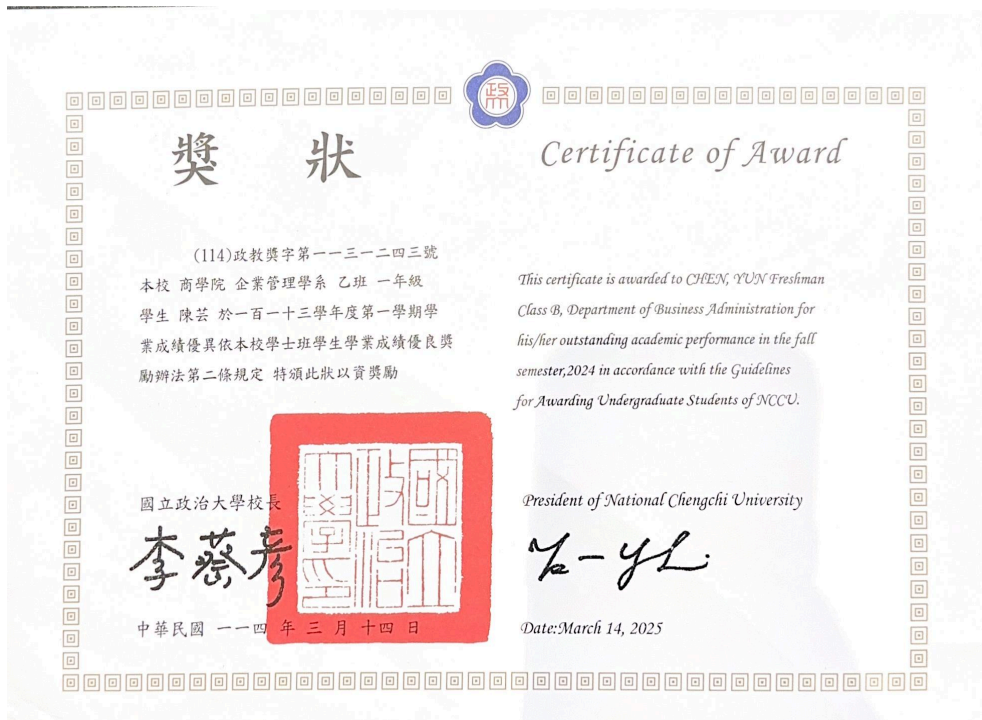 政
獎狀
(114)政教獎字第一一三一二四三號
本校 商學院 企業管理學系 乙班 一年級
學生 陳芸 於一百一十三學年度第一學期學
業成績優異依本校學士班學生學業成績優良獎
勵辦法第二條規定 特頒此狀以資獎勵
國立政治大學校長
李蔡彥
國立政治大學印
中華民國 一一四 年 三 月 十四 日
Certificate of Award
This certificate is awarded to CHEN, YUN Freshman
Class B, Department of Business Administration for
his/her outstanding academic performance in the fall
semester,2024 in accordance with the Guidelines
for Awarding Undergraduate Students of NCCU.
President of National Chengchi University
Date:March 14, 2025